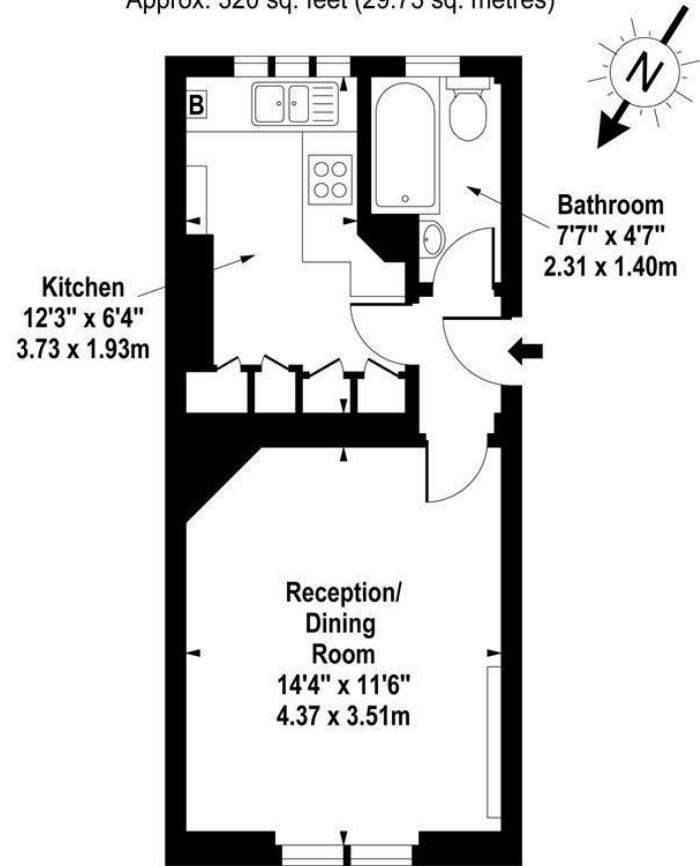 Approx. 320 sq. feet (29.73 sq. metres)
N
B
Bathroom
7'7" x 4'7"
2.31 x 1.40m
Kitchen
12'3" x 6'4"
3.73 x 1.93m
Reception/
Dining
Room
14'4" x 11'6"
4.37 x 3.51m